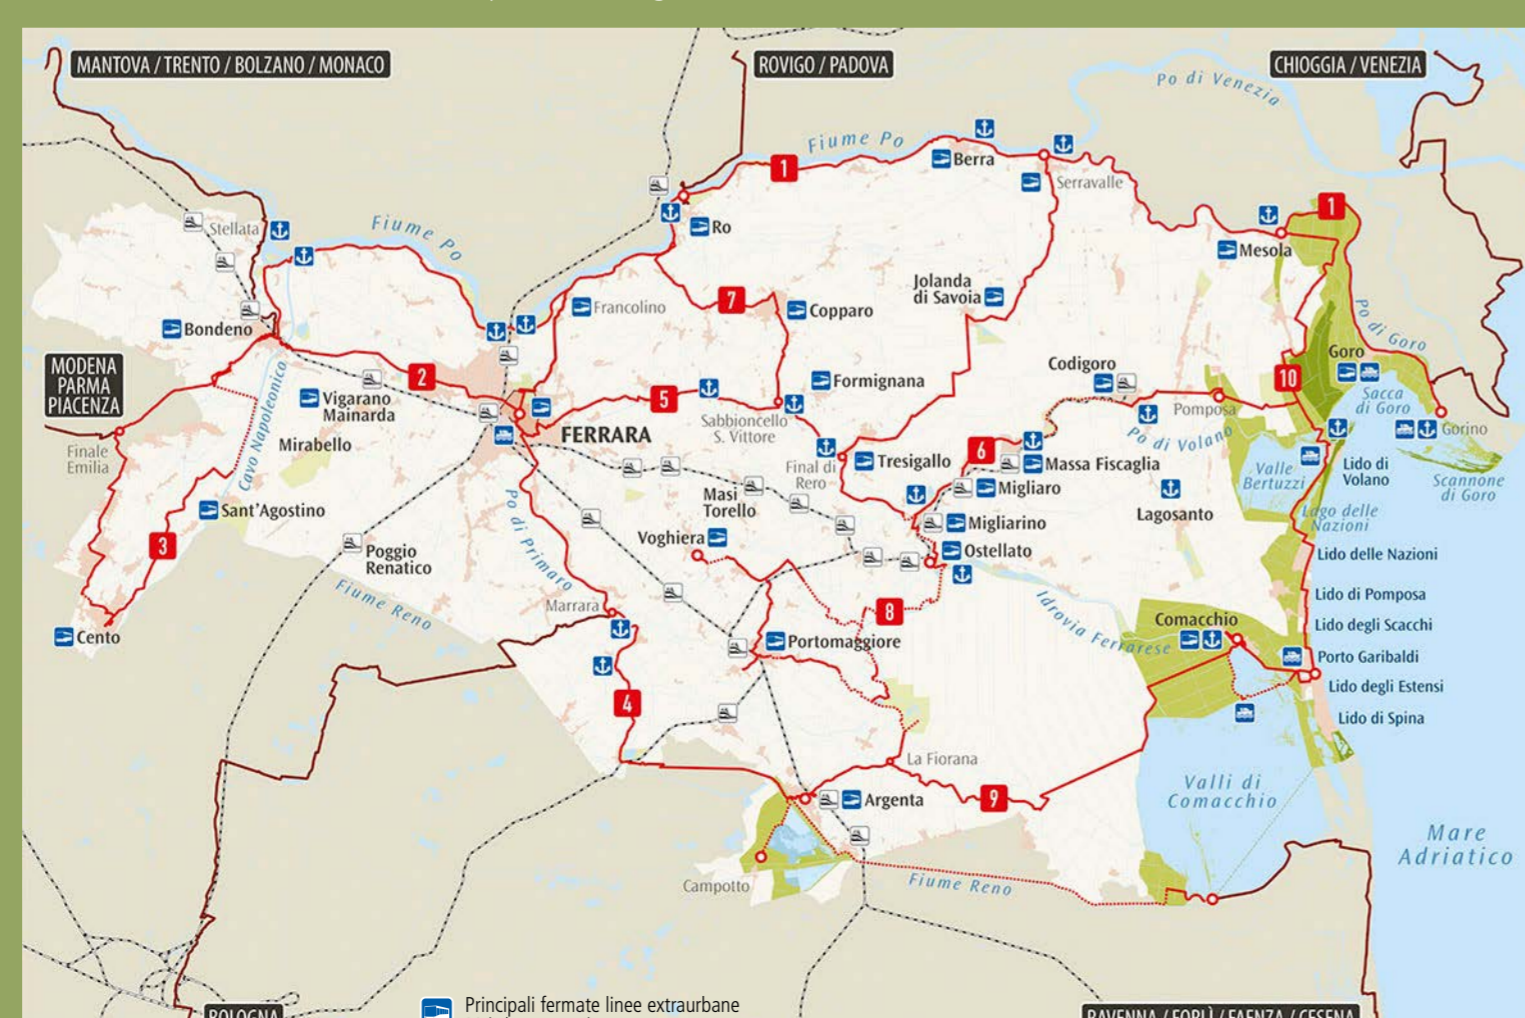 MANTOVA / TRENTO / BOLZANO / MONACO
ROVIGO / PADOVA
CHIOGGIA / VENEZIA
Po di Venezia
Fiume Po
1
Berra
Serravalle
Stellata
Fiume Po
Ro
1
Mesola
Jolanda
di Savoia
7
Francolino
Copparo
Po di Goro
Bondeno
MODENA
PARMA
PIACENZA
2
Vigarano
Mainarda
Cavo Napoleonico
Mirabello
Finale
Emilia
Codigoro
Goro
10
Formignana
5
Sabbioncello
S. Vittore
FERRARA
Pomposa
Sacca
di Goro
Gorino
Po di Volano
6
Massa Fiscaglia
Tresigallo
Final di
Rero
Migliaro
Valle
Bertuzzi
Lido di
Volano
Scannone
di Goro
Masi
Torello
Lagosanto
Lago delle
Nazioni
Sant'Agostino
Migliarino
Voghiera
Ostellato
3
Poggio
Renatico
Po di Primaro
Lido delle Nazioni
Fiume Reno
Marrara
8
Idrovia Ferrarese
Lido di Pomposa
Comacchio
Lido degli Scacchi
Cento
Portomaggiore
Porto Garibaldi
Lido degli Estensi
4
Lido di Spina
La Fiorana
Valli di
Comacchio
9
Argenta
Mare
Adriatico
Campotto
Fiume Reno
BOLOGNA
Principali fermate linee extraurbane
RAVENNA / FORLÌ / FAENZA / CESENA